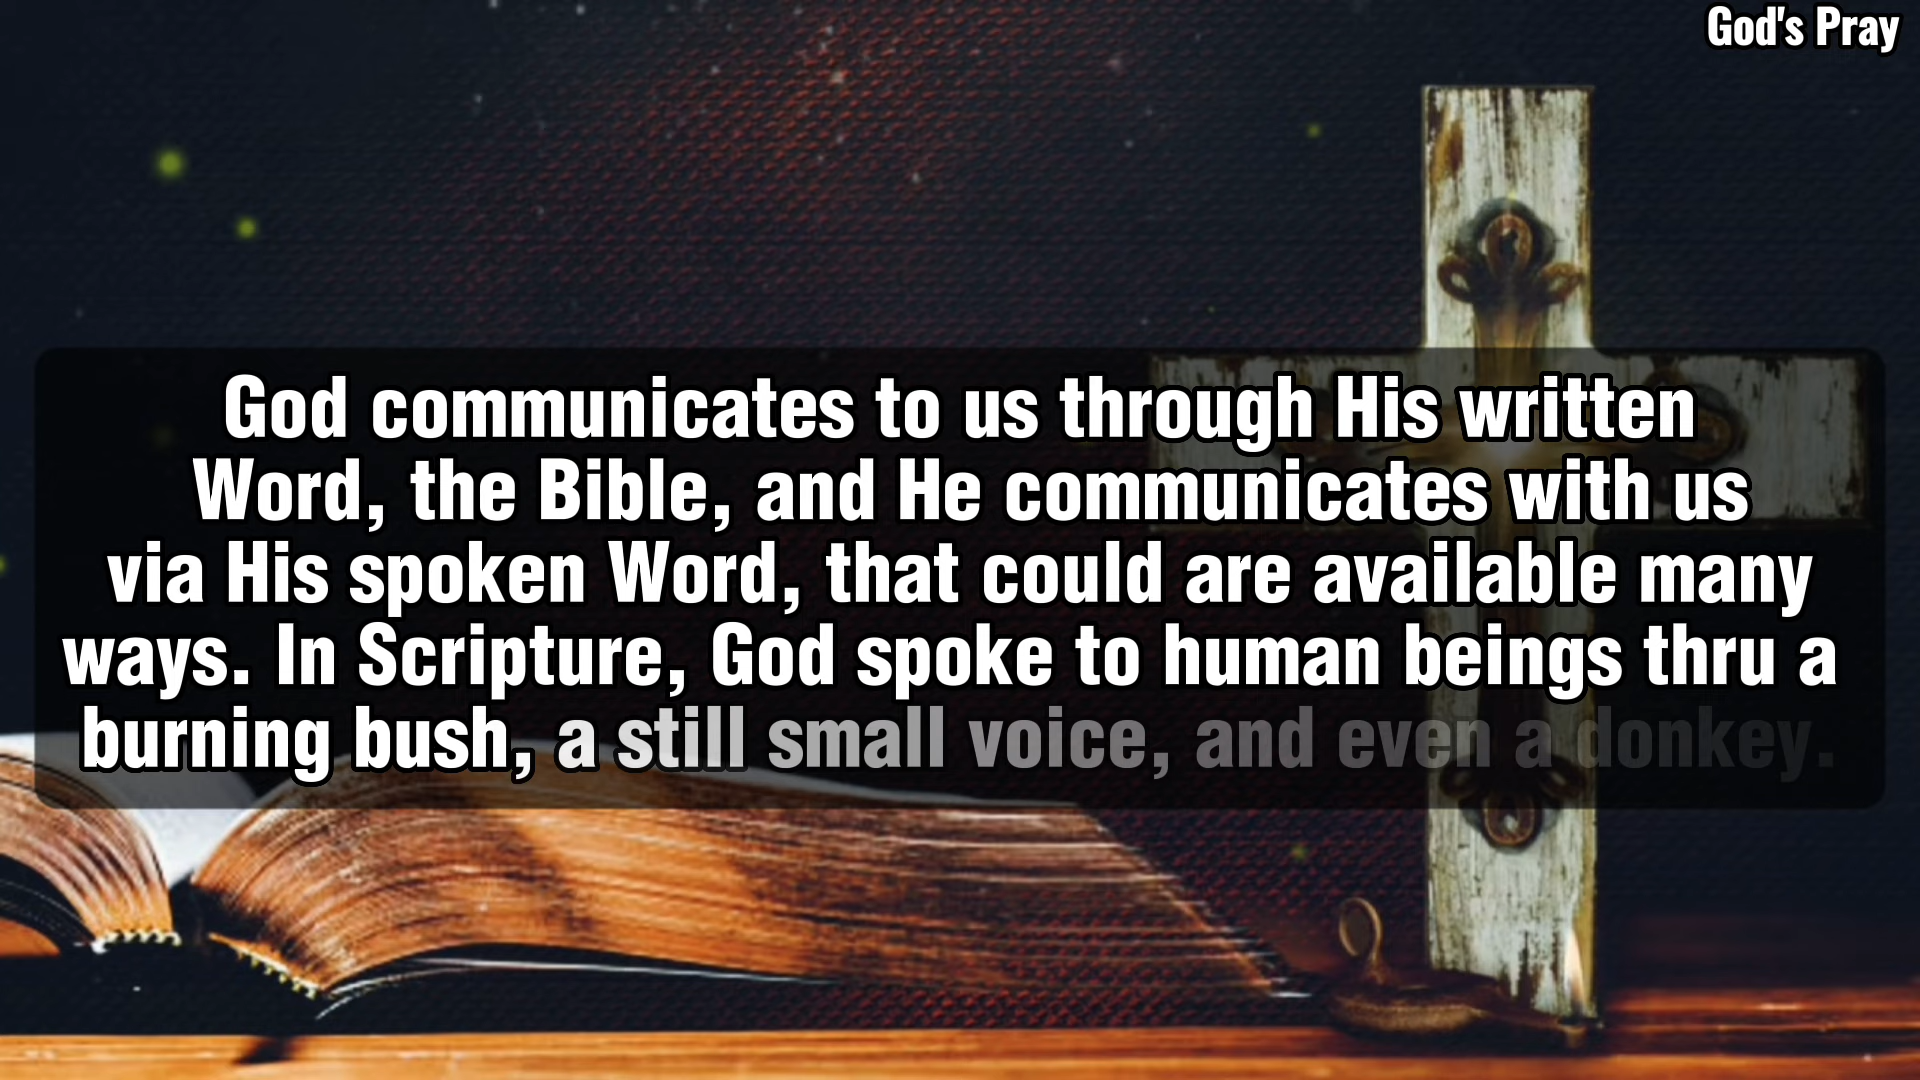 God's Pray
God communicates to us through His written
Word, the Bible, and He communicates with us
via His spoken Word, that could are available many
ways. In Scripture, God spoke to human beings thru a
burning bush, a still small voice, and even a donkey.